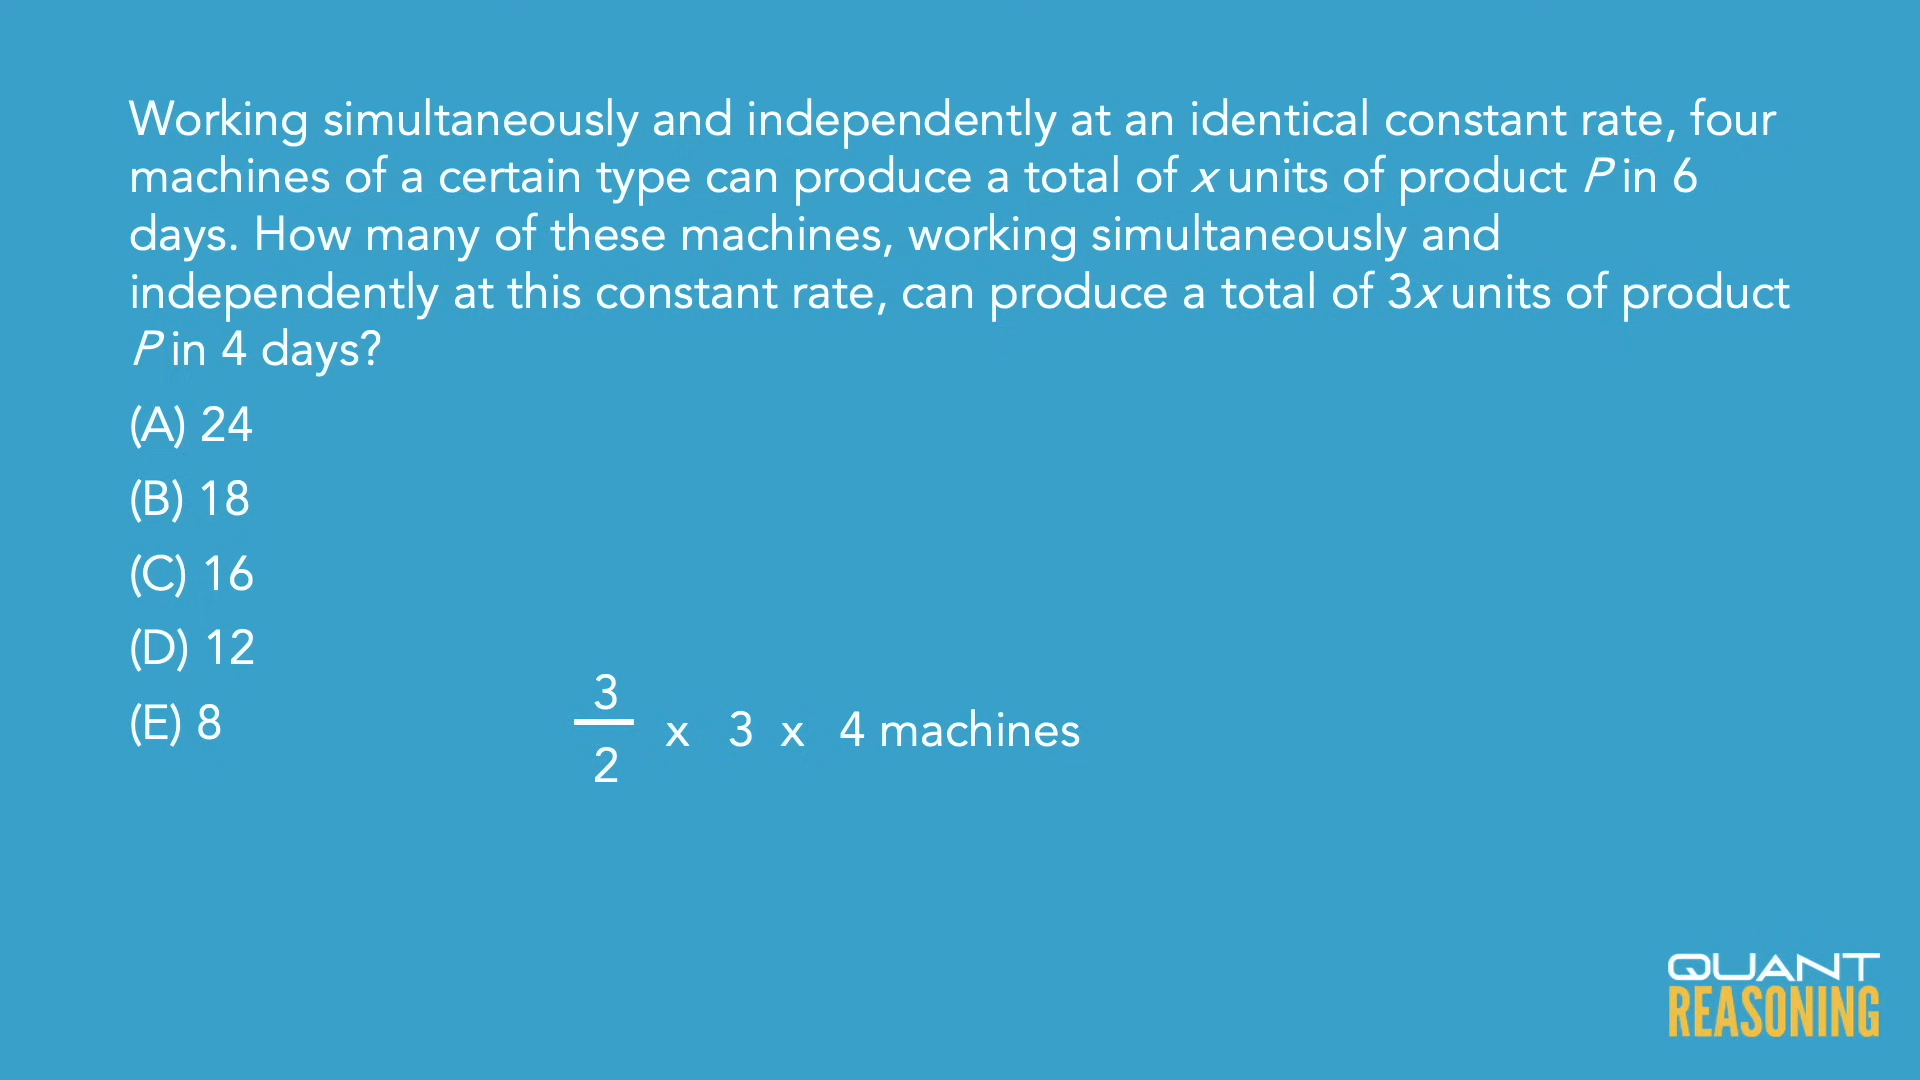 Working simultaneously and independently at an identical constant rate, four
machines of a certain type can produce a total of x units of product P in 6
days. How many of these machines, working simultaneously and
independently at this constant rate, can produce a total of 3x units of product
P in 4 days?
(A) 24
(B) 18
(C) 16
(D) 12
(E) 8
3
2
x 3 x 4 machines
QUANT
REASONING